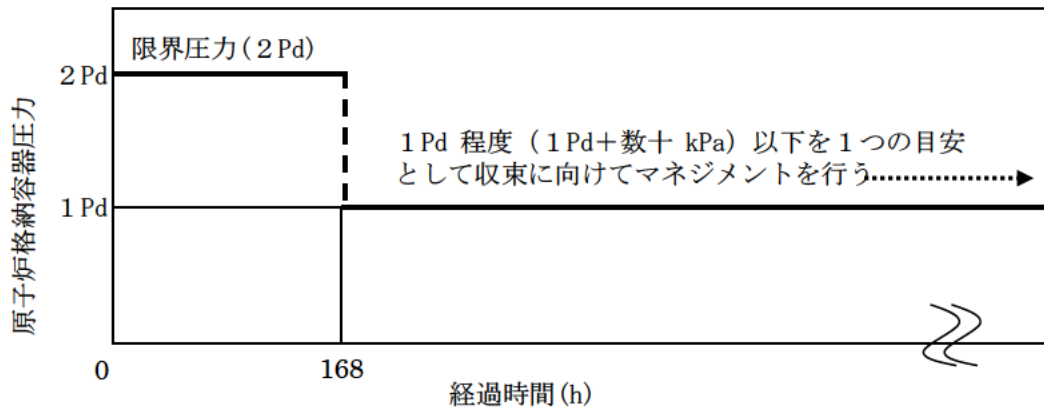 限界圧力(２Pd)
２Pd
１Pd 程度（１Pd＋数十 kPa）以下を１つの目安
として収束に向けてマネジメントを行う
１Pd
原子炉格納容器圧力
0
168
経過時間(h)